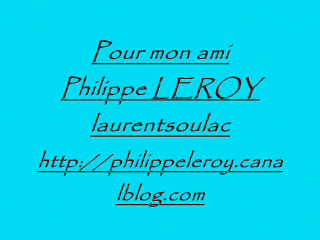 Pour mon ami
Philippe LEROY
laurentsoulac
http://philippeleroy.cana
lblog.com